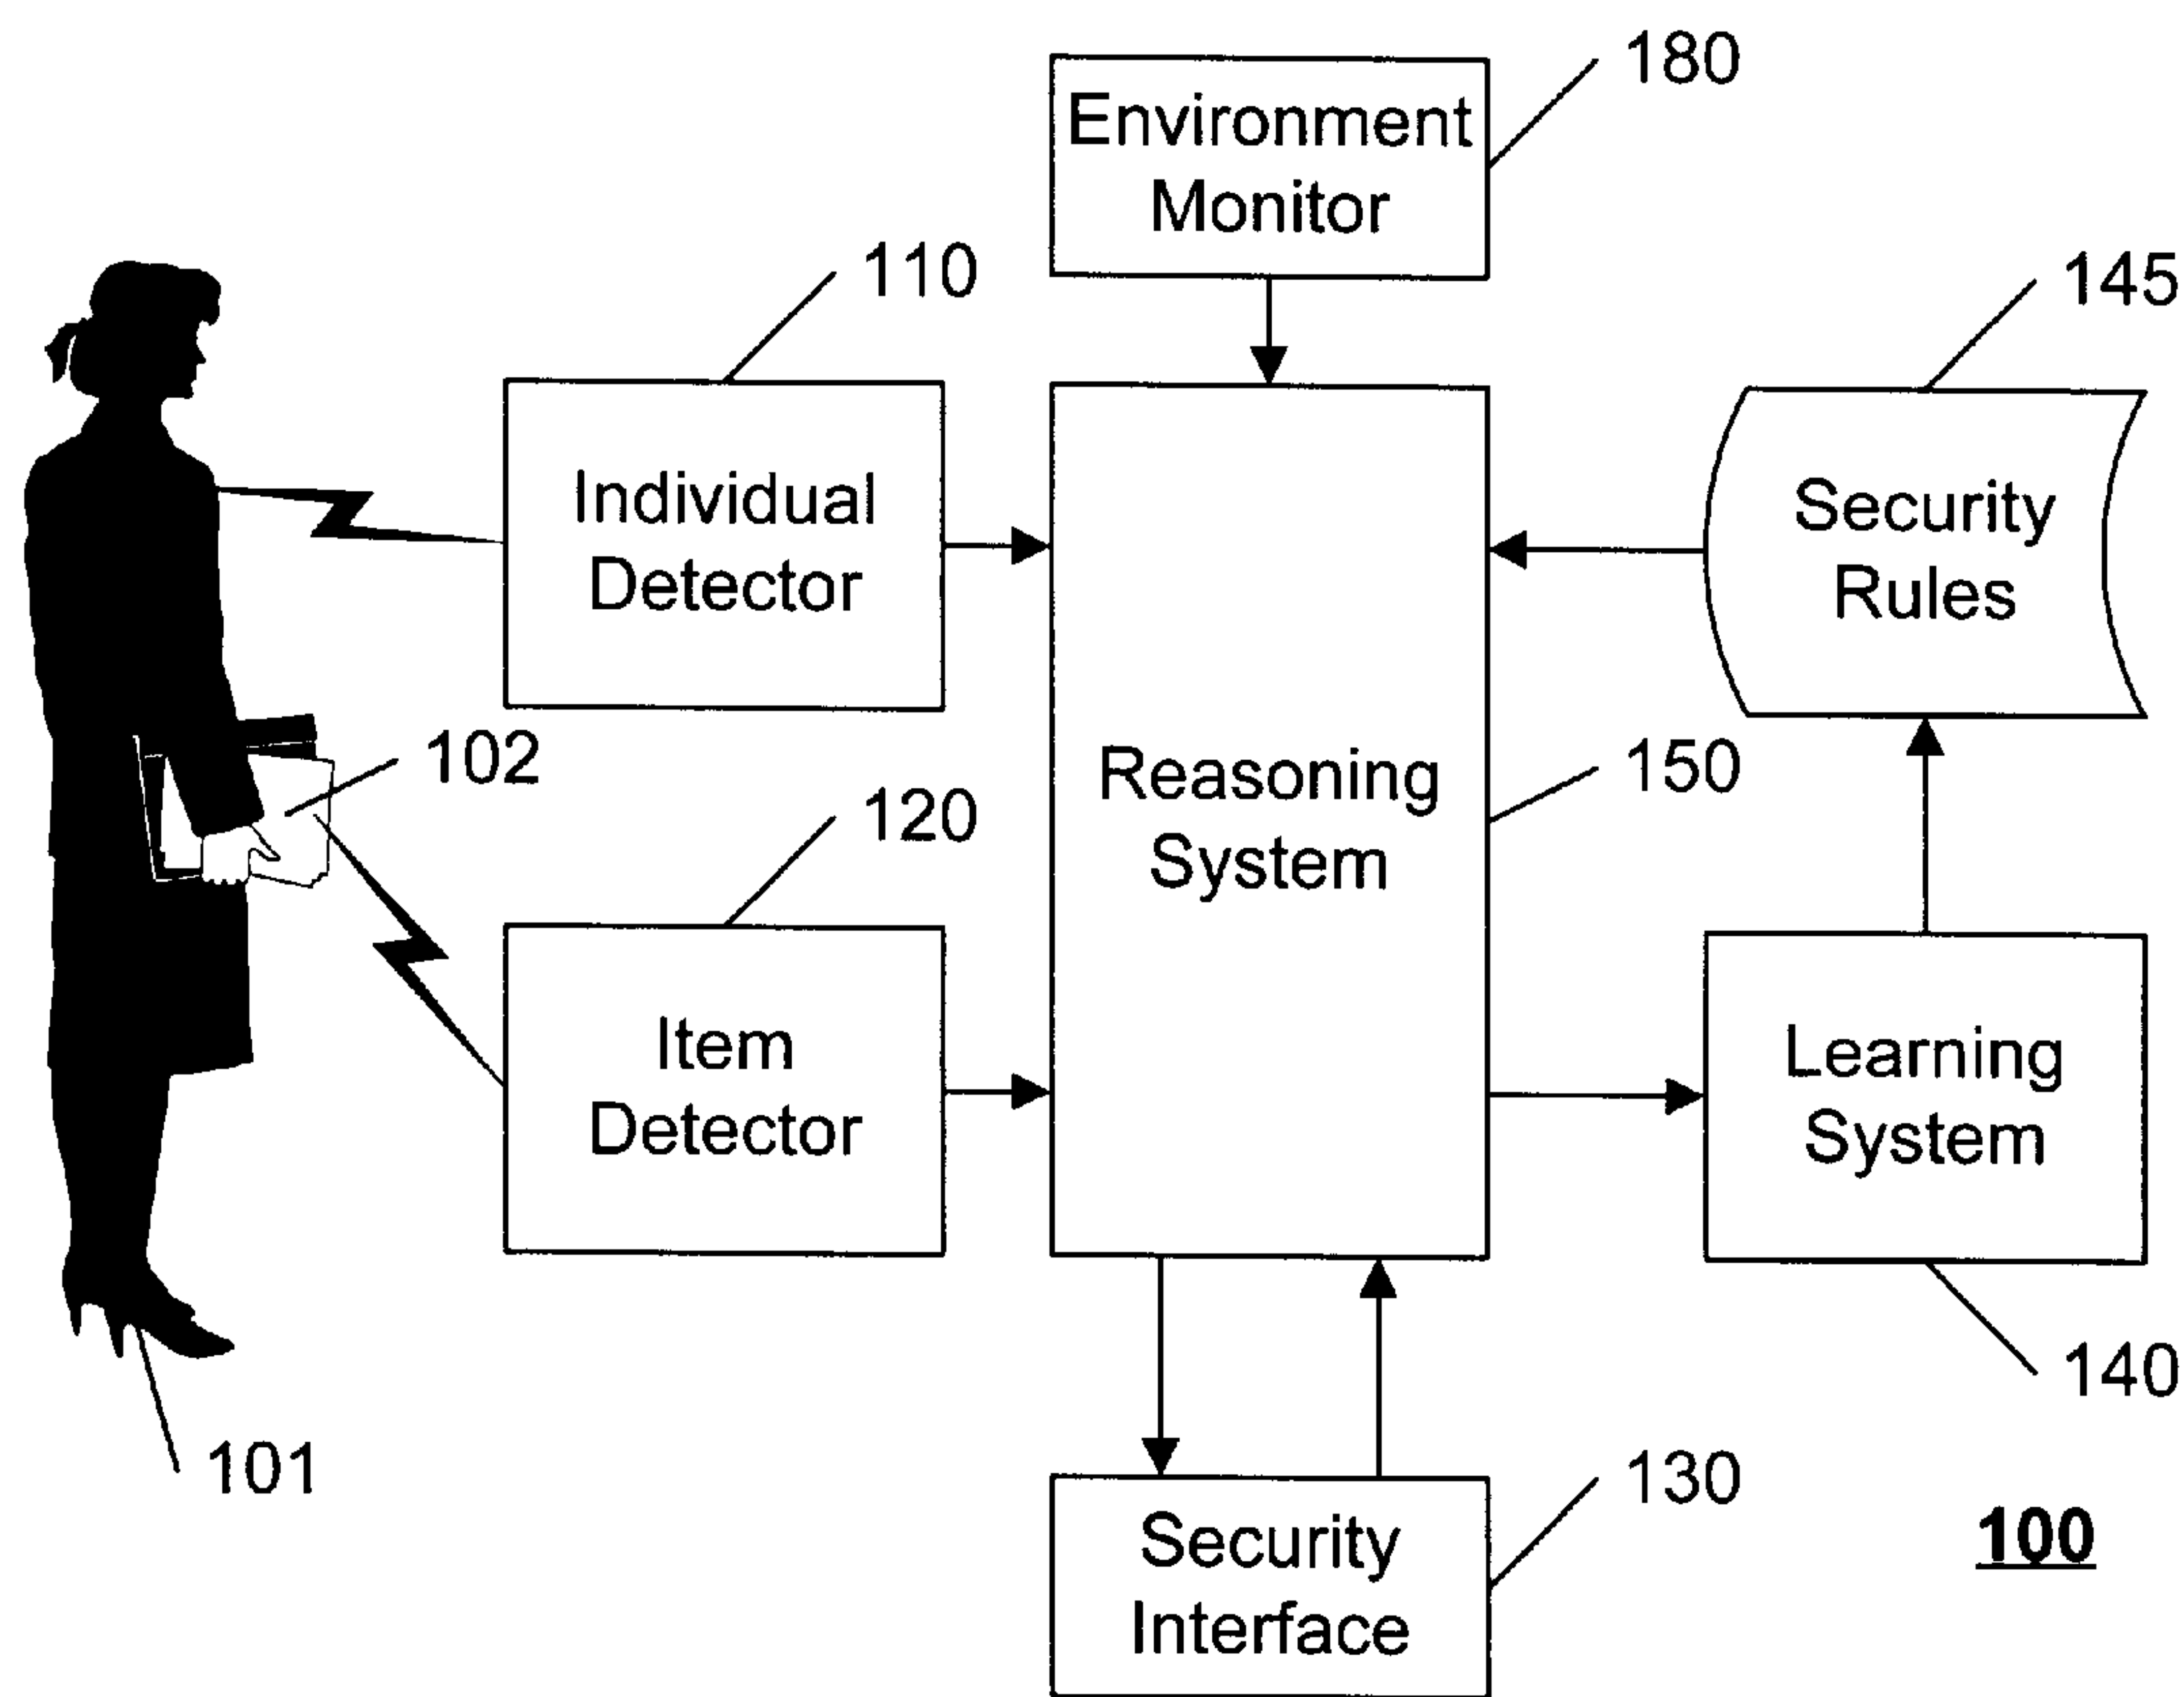 180
Environment
Monitor
110
145
Individual
Detector
Security
Rules
102
150
Reasoning
System
120
Item
Detector
Learning
System
140
101
130
Security
Interface
100